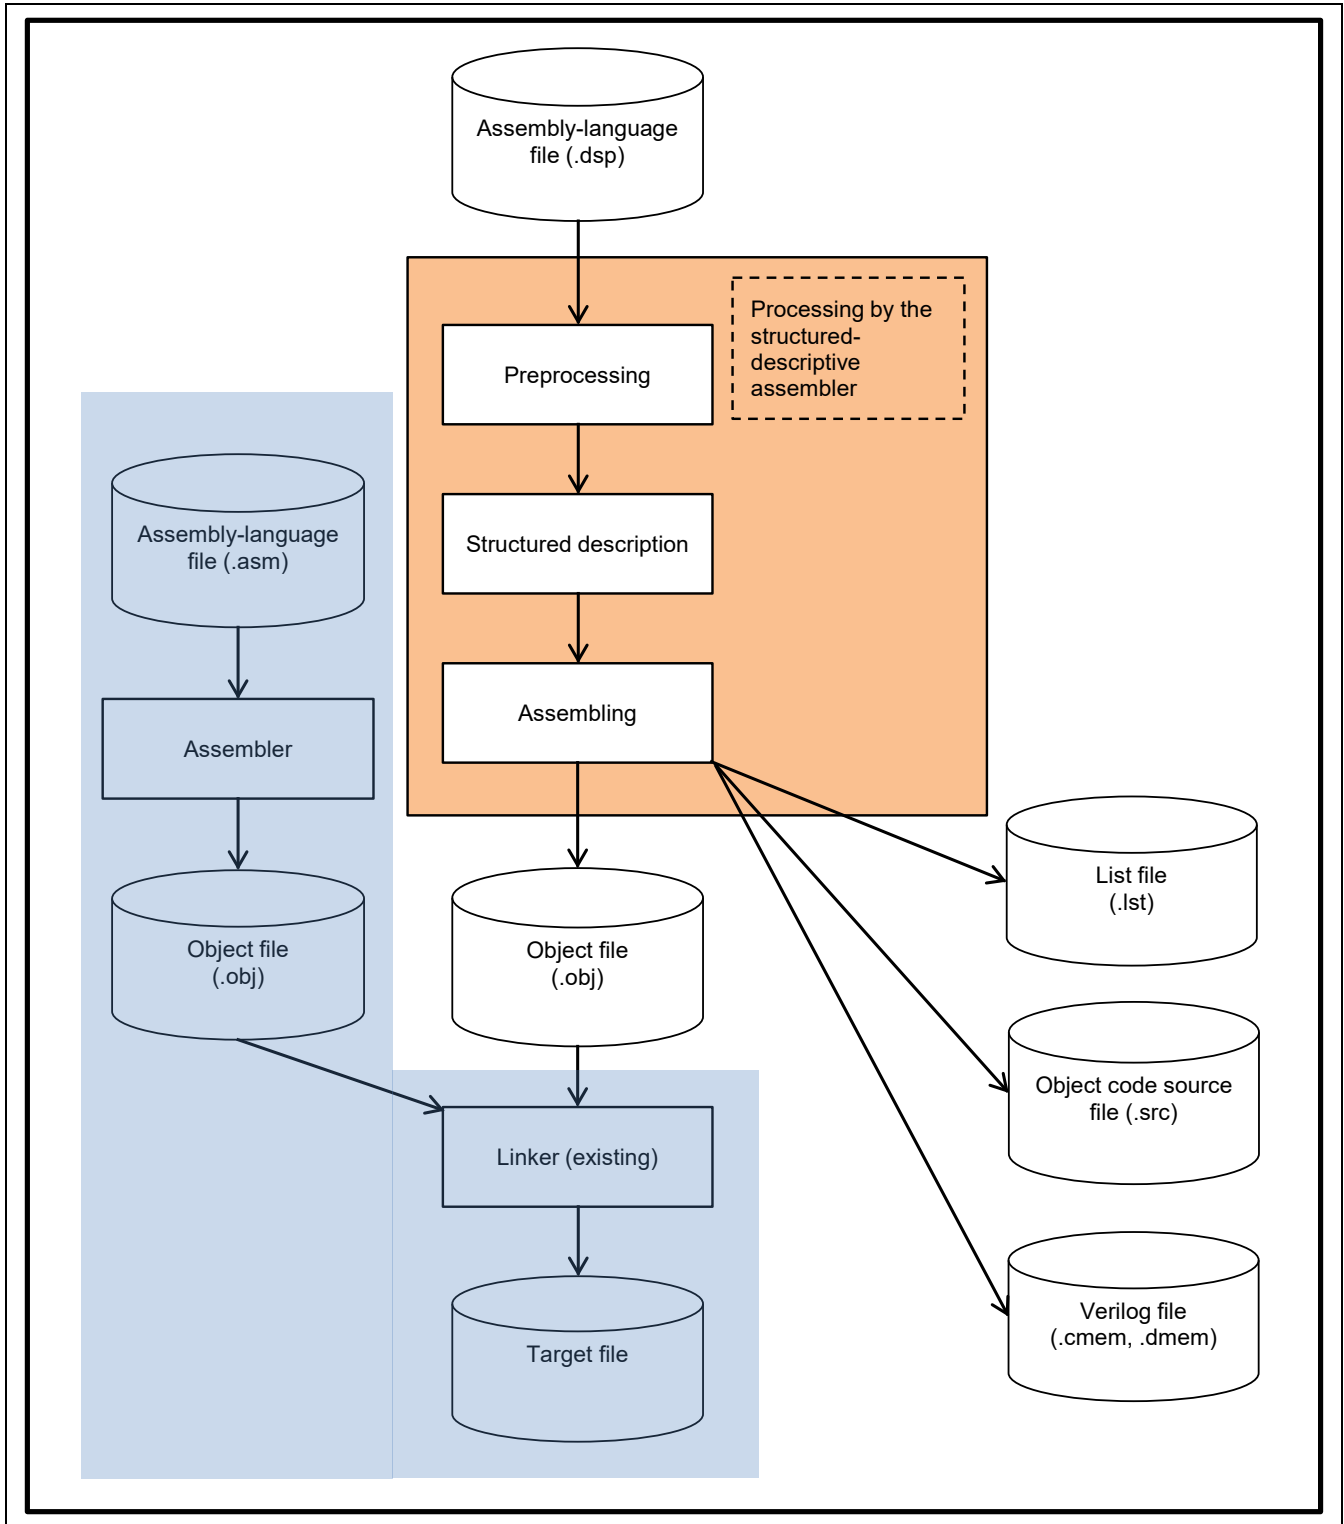 Assembly-language
file (.dsp)
Processing by the
structured-
descriptive
assembler
Preprocessing
Structured description
Assembly-language
file (.asm)
Assembling
Assembler
List file
(.lst)
Object file
(.obj)
Object file
(.obj)
Object code source
file (.src)
Linker (existing)
Verilog file
(.cmem, .dmem)
Target file